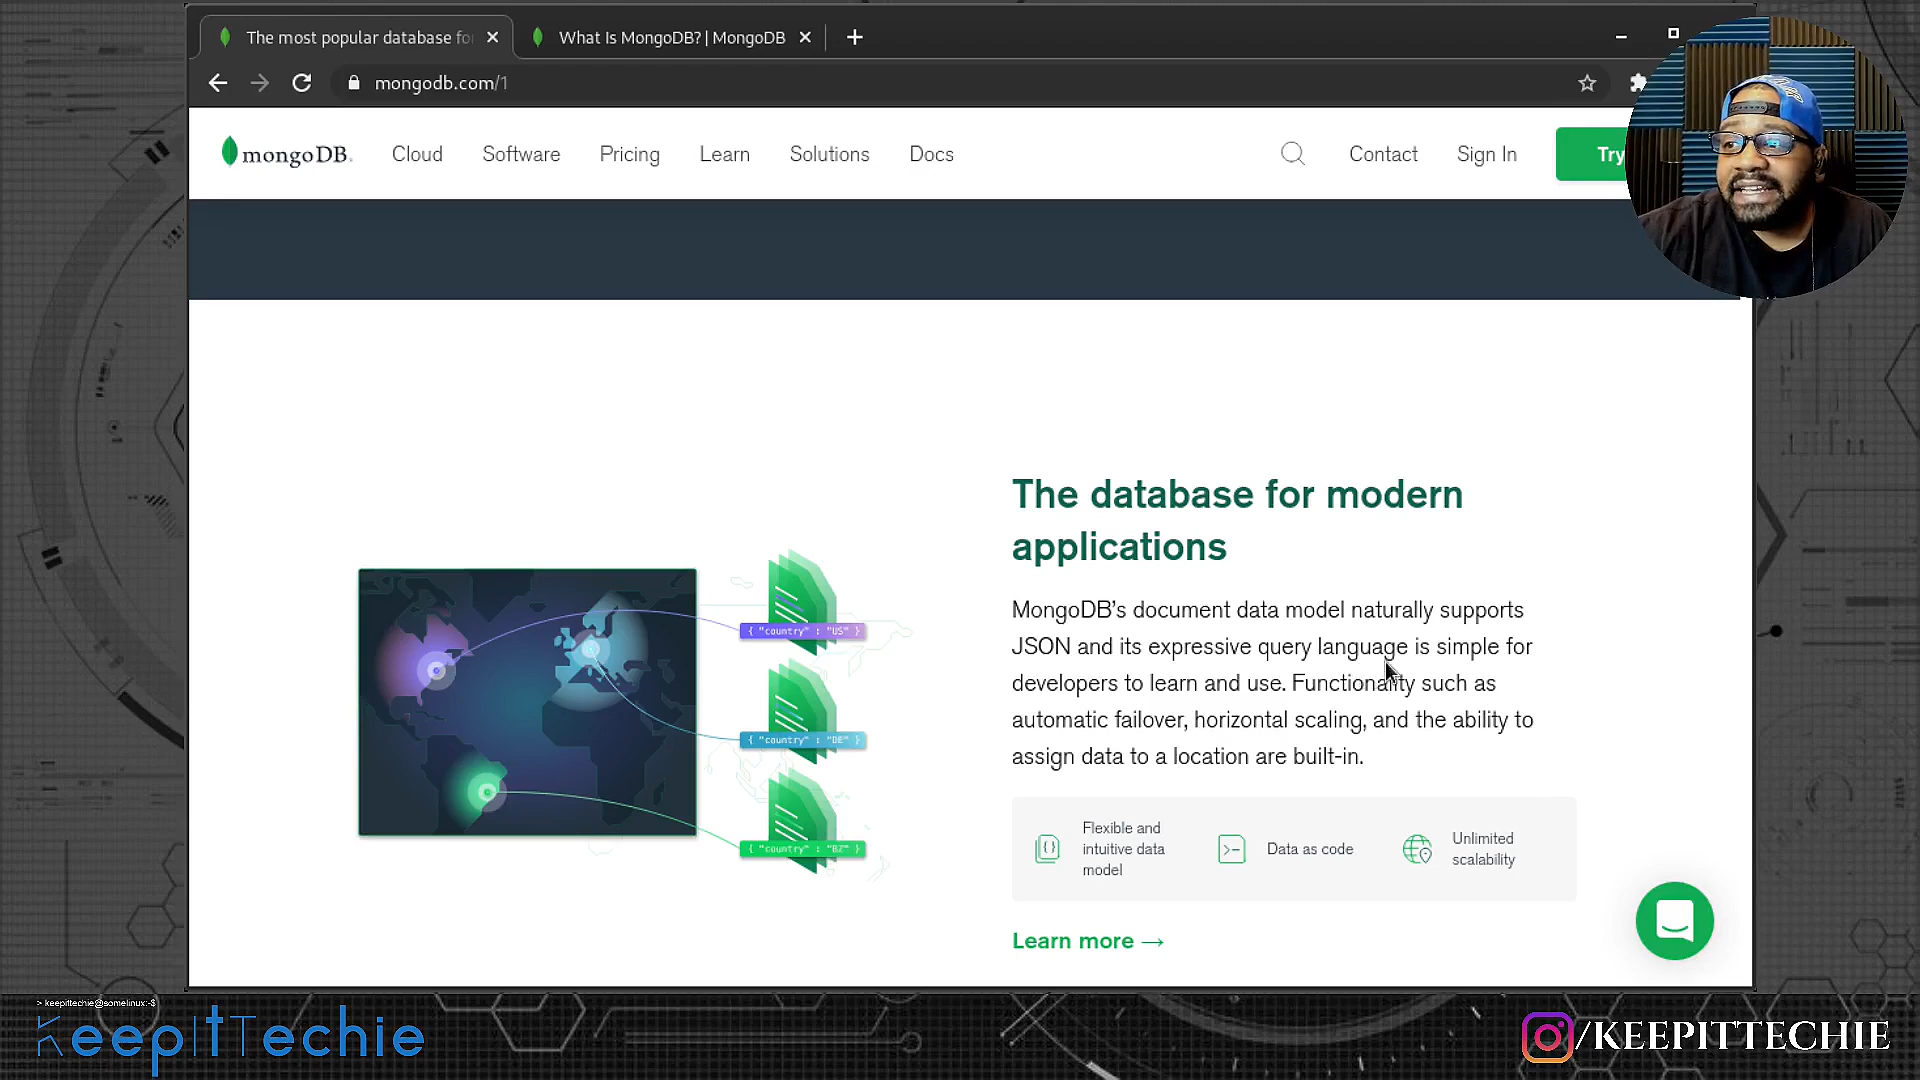 The most popular database fo
What Is MongoDB? | MongoDB
mongodb.com/1
mongoDB.
Cloud
Software
Pricing
Learn
Solutions
Docs
Contact
Sign In
Try
The database for modern
applications
MongoDB's document data model naturally supports
JSON and its expressive query language is simple for
developers to learn and use. Functionality such as
automatic failover, horizontal scaling, and the ability to
assign data to a location are built-in.
{ "country" : "US" }
{ "country" : "DE" }
{ "country" : "BZ" }
Flexible and
intuitive data
model
Data as code
Unlimited
scalability
Learn more →
> keepittechie@somelinux:~$
KeepItTechie
/KEEPITTECHIE